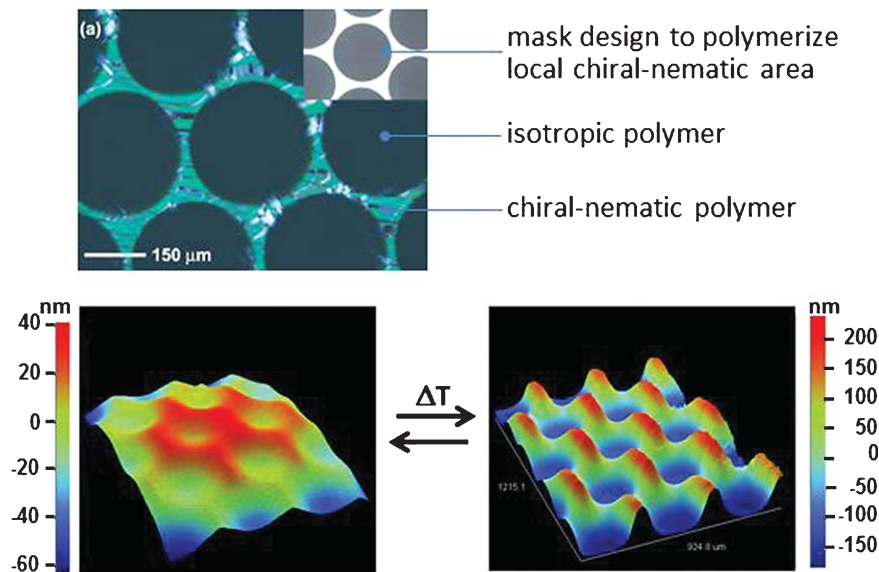 (a)
mask design to polymerize
local chiral-nematic area
isotropic polymer
chiral-nematic polymer
150 μm
nm
40
20
0
-20
-40
-60
ΔT
1215.1
924.8 um
nm
200
150
100
50
0
-50
-100
-150